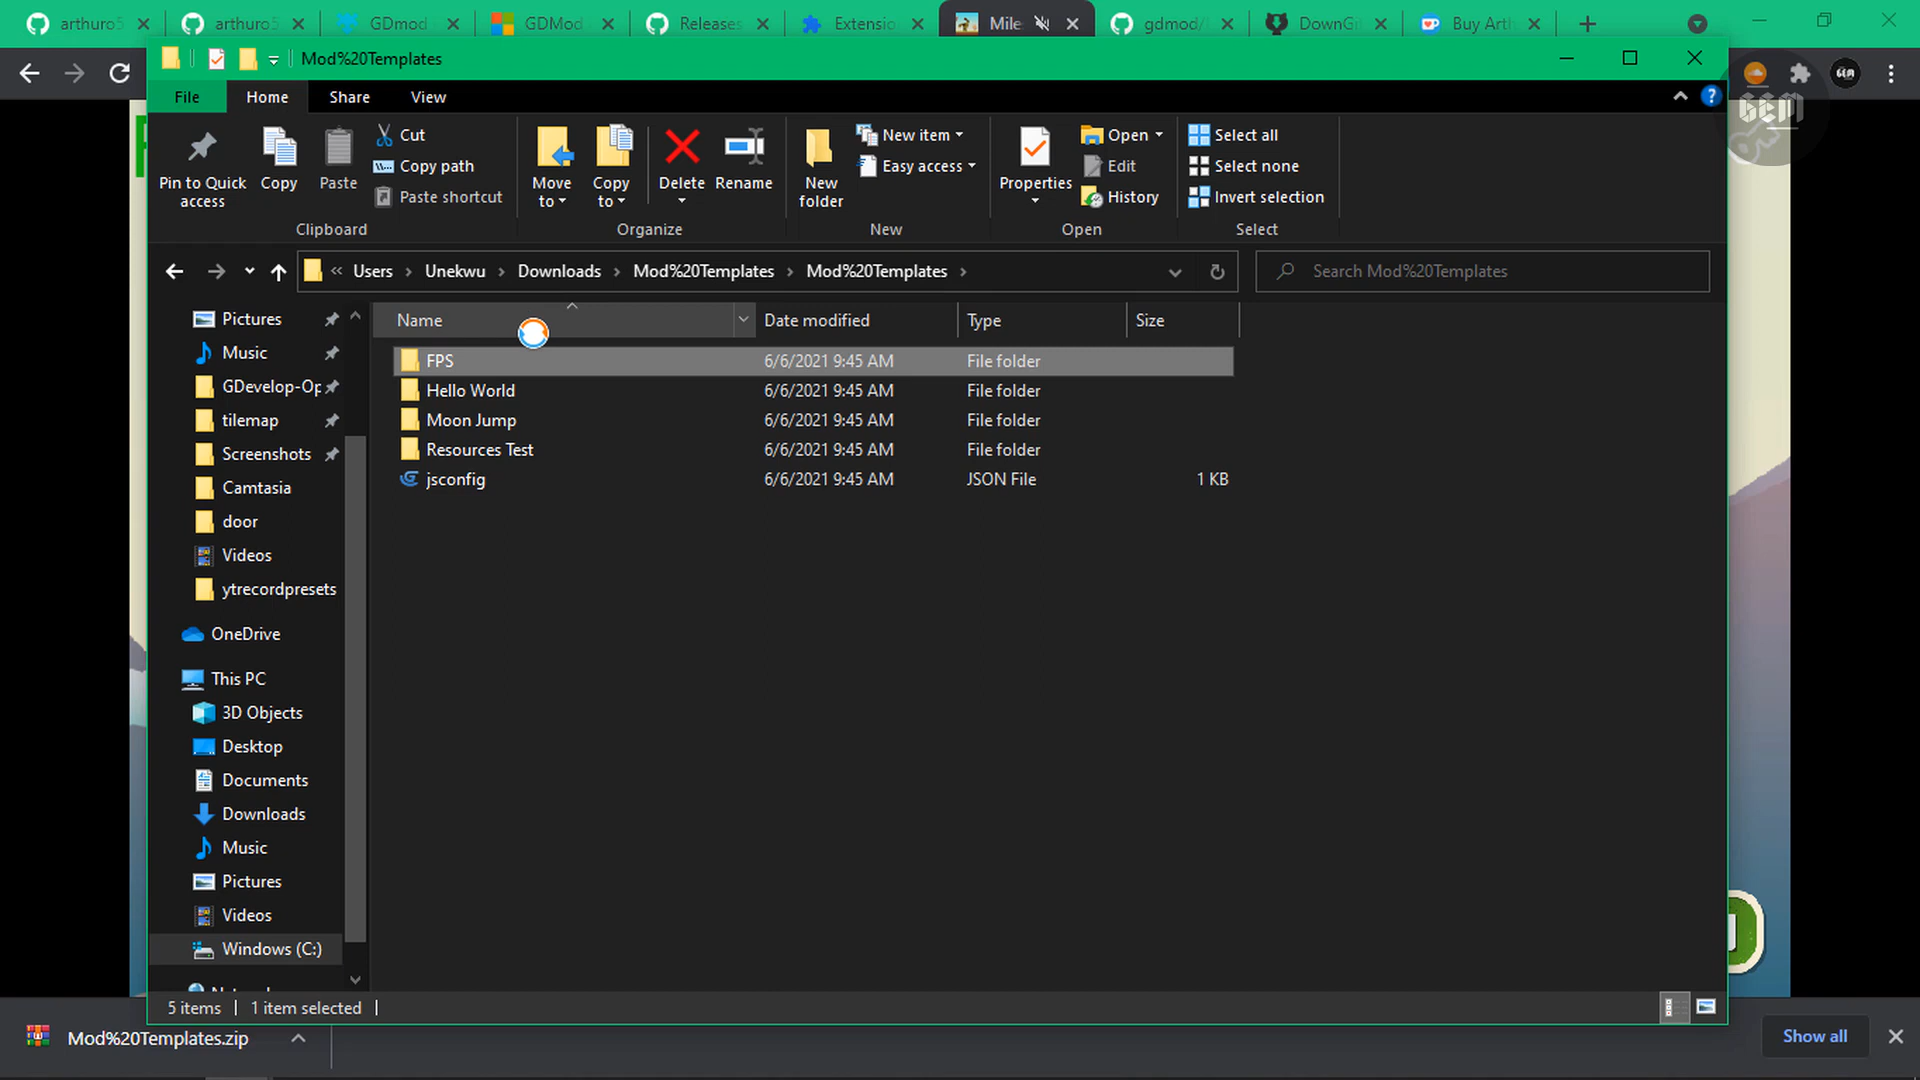 arthuro5
arthuro5
GDmod
GDMod
Releases
Extensio
Mile
gdmod/
DownG
Buy Arth
Mod%20Templates
File
Home
Share
View
GEM
Pin to Quick access
Copy
Paste
Cut
Copy path
Paste shortcut
Clipboard
Move to
Copy to
Delete
Rename
Organize
New folder
New item
Easy access
New
Properties
Open
Edit
History
Open
Select all
Select none
Invert selection
Select
« Users > Unekwu > Downloads > Mod%20Templates > Mod%20Templates >
Search Mod%20Templates
Pictures
Music
GDevelop-Op
tilemap
Screenshots
Camtasia
door
Videos
ytrecordpresets
OneDrive
This PC
3D Objects
Desktop
Documents
Downloads
Music
Pictures
Videos
Windows (C:)
Name Date modified Type Size
FPS 6/6/2021 9:45 AM File folder
Hello World 6/6/2021 9:45 AM File folder
Moon Jump 6/6/2021 9:45 AM File folder
Resources Test 6/6/2021 9:45 AM File folder
jsconfig 6/6/2021 9:45 AM JSON File 1 KB
5 items 1 item selected
Mod%20Templates.zip
Show all